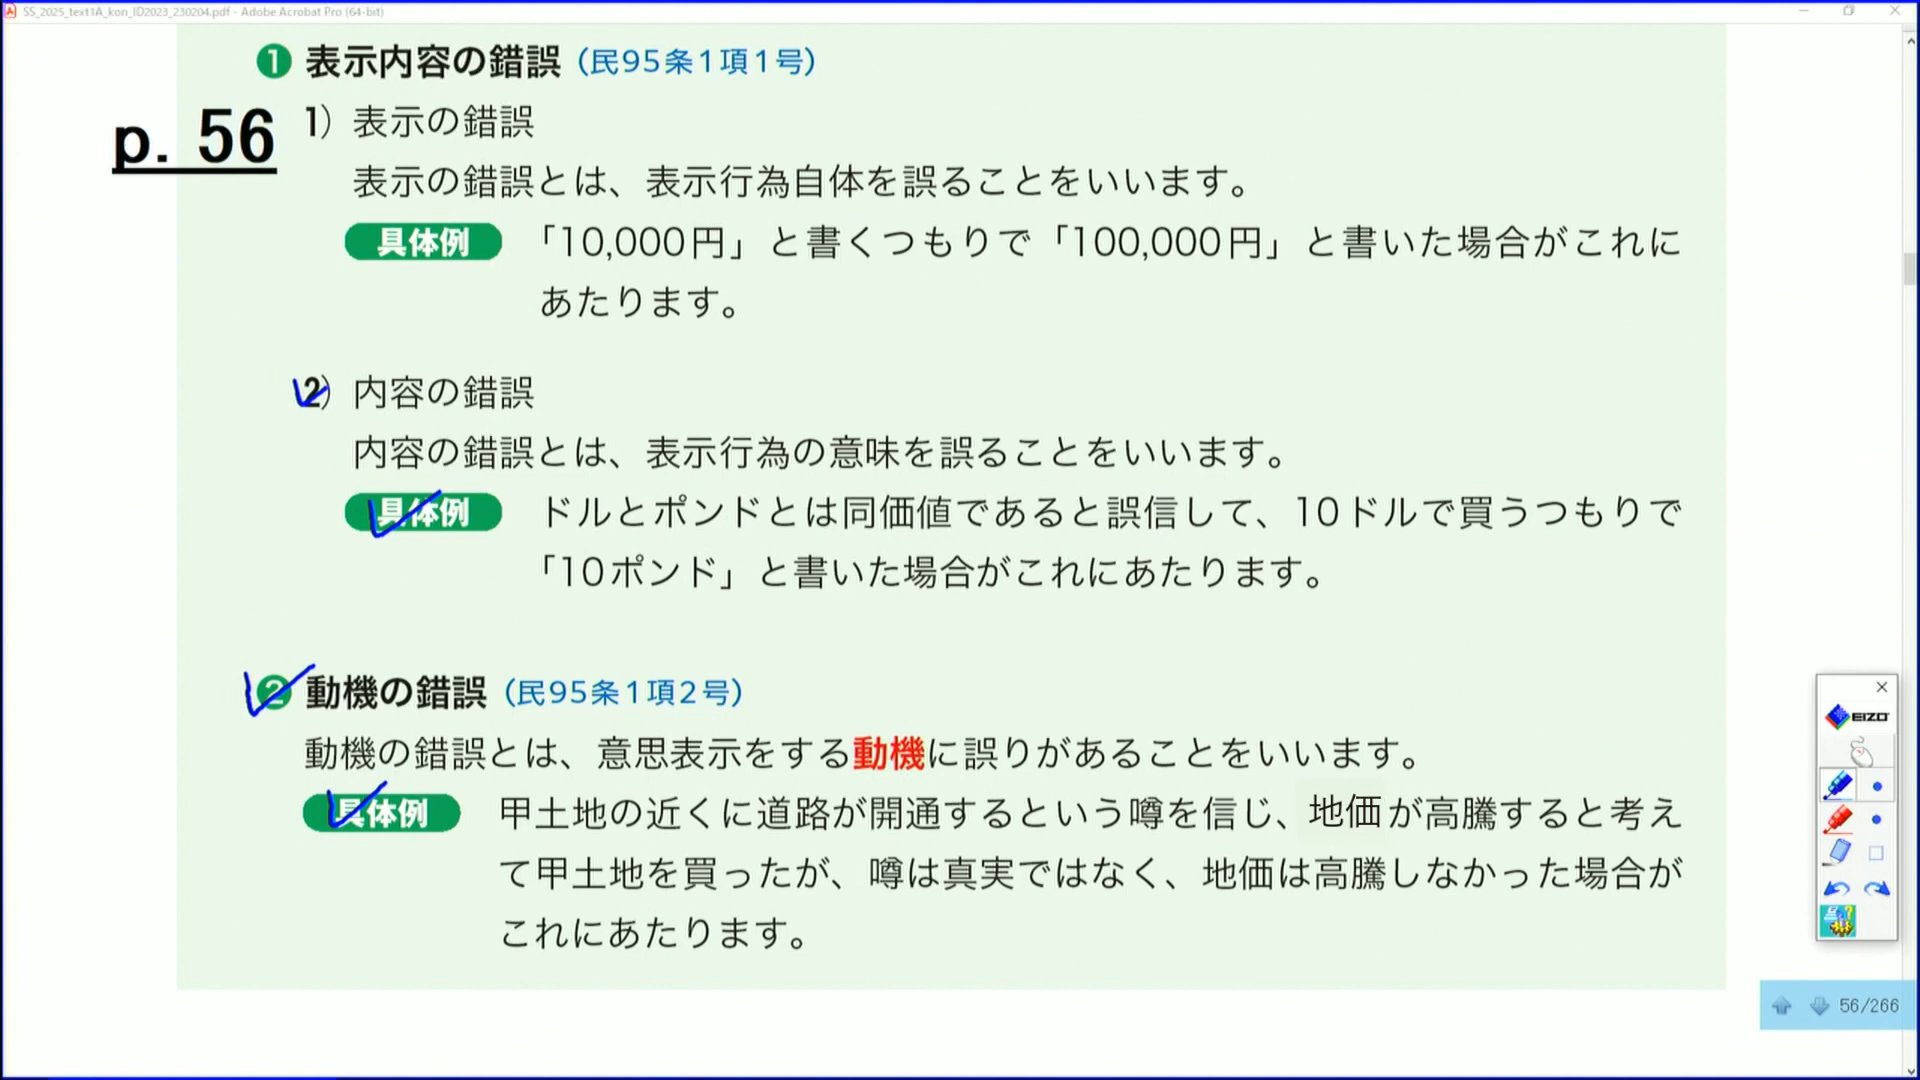 SS_2025_text1A_kon_ID2023_230204.pdf - Adobe Acrobat Pro (64-bit)
❶ 表示内容の錯誤（民95条1項1号）
p. 56
1） 表示の錯誤
表示の錯誤とは、表示行為自体を誤ることをいいます。
具体例 「10,000円」と書くつもりで「100,000円」と書いた場合がこれに
あたります。
2） 内容の錯誤
内容の錯誤とは、表示行為の意味を誤ることをいいます。
具体例 ドルとポンドとは同価値であると誤信して、10ドルで買うつもりで
「10ポンド」と書いた場合がこれにあたります。
❷ 動機の錯誤（民95条1項2号）
動機の錯誤とは、意思表示をする動機に誤りがあることをいいます。
具体例 甲土地の近くに道路が開通するという噂を信じ、地価が高騰すると考え
て甲土地を買ったが、噂は真実ではなく、地価は高騰しなかった場合が
これにあたります。
EIZO
56/266